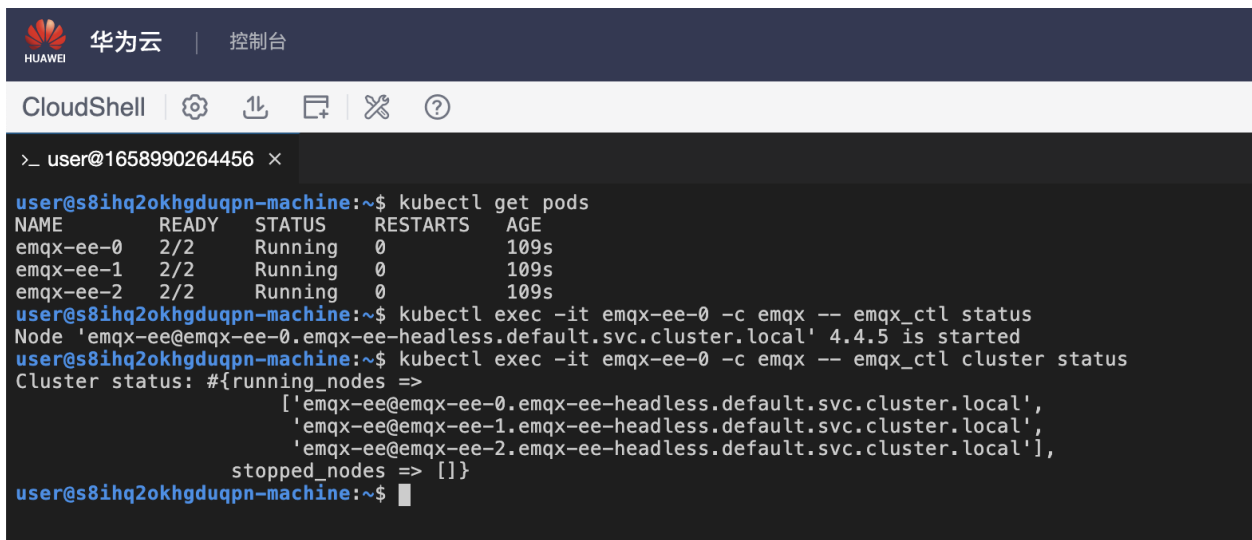 HUAWEI 华为云 | 控制台
CloudShell
>_ user@1658990264456 ×
user@s8ihq2okhgduqpn-machine:~$ kubectl get pods
NAME READY STATUS RESTARTS AGE
emqx-ee-0 2/2 Running 0 109s
emqx-ee-1 2/2 Running 0 109s
emqx-ee-2 2/2 Running 0 109s
user@s8ihq2okhgduqpn-machine:~$ kubectl exec -it emqx-ee-0 -c emqx -- emqx_ctl status
Node 'emqx-ee@emqx-ee-0.emqx-ee-headless.default.svc.cluster.local' 4.4.5 is started
user@s8ihq2okhgduqpn-machine:~$ kubectl exec -it emqx-ee-0 -c emqx -- emqx_ctl cluster status
Cluster status: #{running_nodes =>
['emqx-ee@emqx-ee-0.emqx-ee-headless.default.svc.cluster.local',
'emqx-ee@emqx-ee-1.emqx-ee-headless.default.svc.cluster.local',
'emqx-ee@emqx-ee-2.emqx-ee-headless.default.svc.cluster.local'],
stopped_nodes => []}
user@s8ihq2okhgduqpn-machine:~$